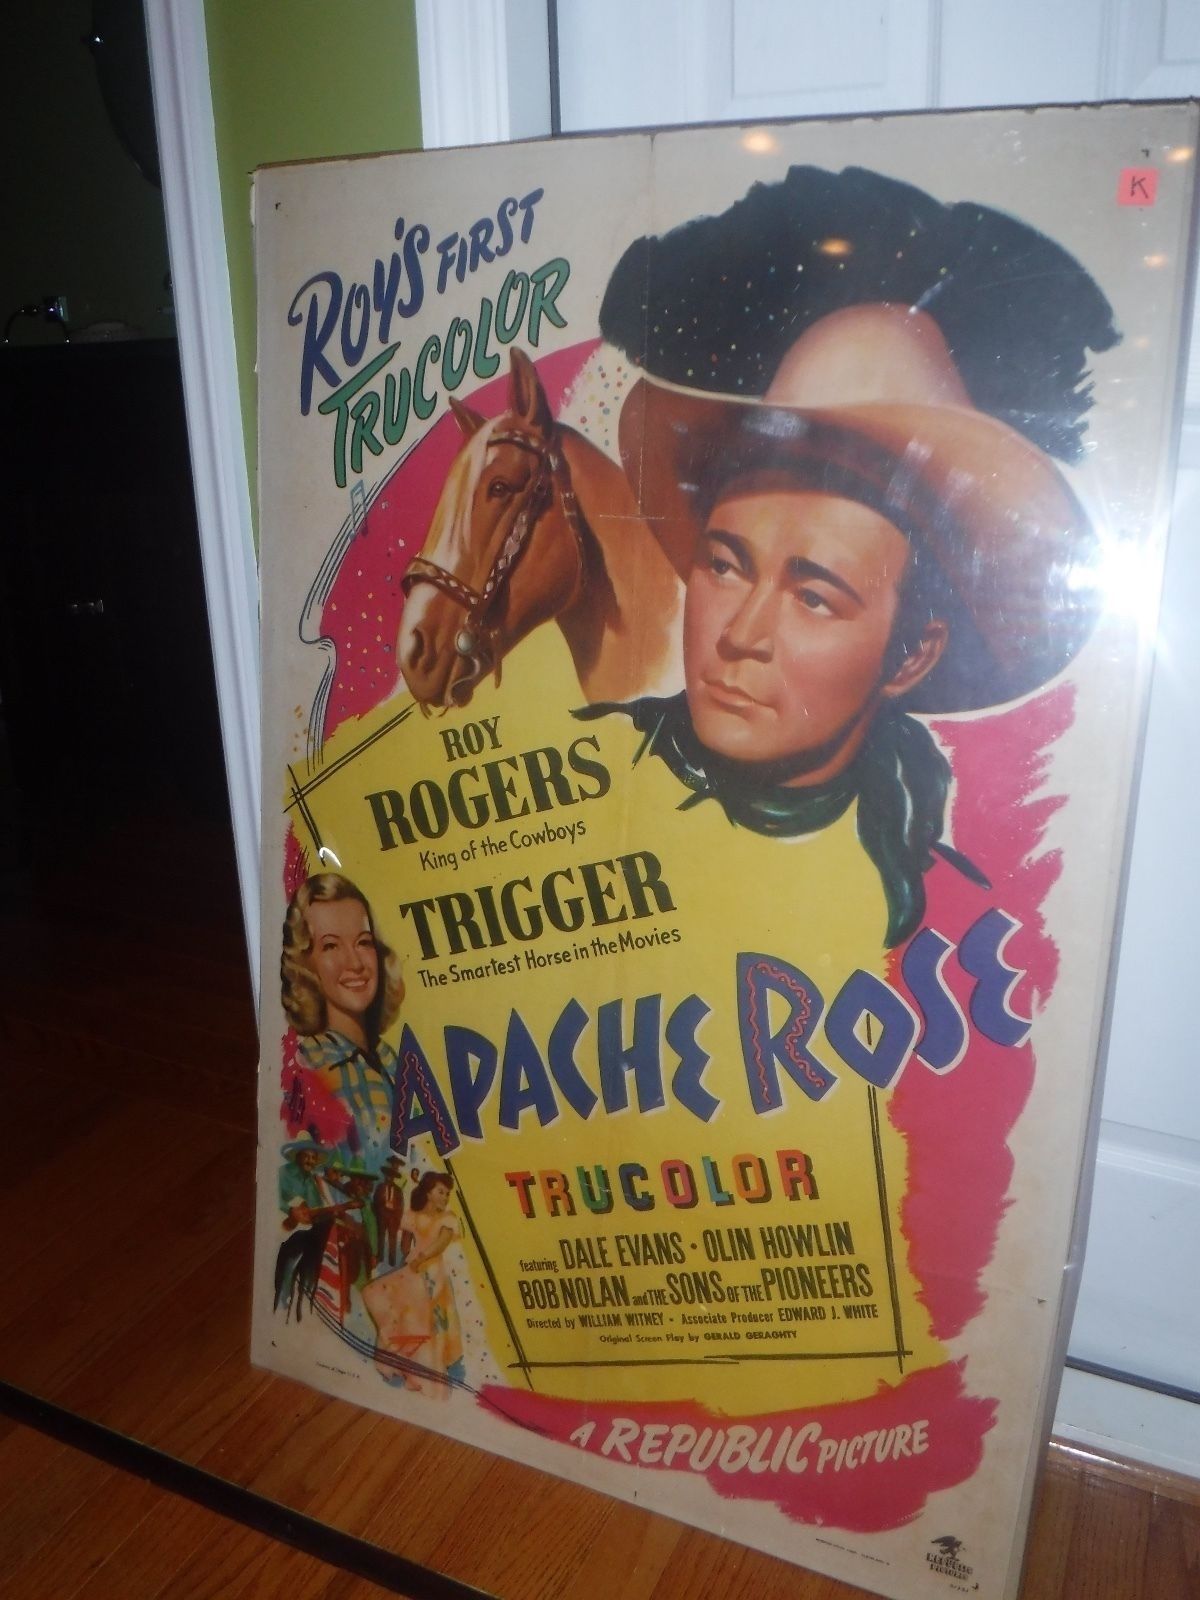 ROY'S FIRST
TRUCOLOR
K
ROY
ROGERS
King of the Cowboys
TRIGGER
The Smartest Horse in the Movies
APACHE ROSE
TRUCOLOR
featuring DALE EVANS · OLIN HOWLIN
BOB NOLAN and THE SONS OF THE PIONEERS
Directed by WILLIAM WITNEY · Associate Producer EDWARD J. WHITE
Original Screen Play by GERALD GERAGHTY
A REPUBLIC PICTURE
REPUBLIC
PICTURES